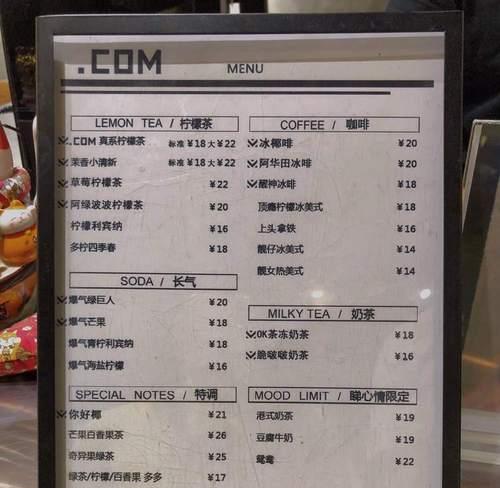 .COM
MENU
LEMON TEA / 柠檬茶
.COM 真系柠檬茶 标准 ¥18 大 ¥22
茉香小清新 标准 ¥18 大 ¥22
草莓柠檬茶 ¥22
阿绿波波柠檬茶 ¥20
柠檬利宾纳 ¥16
多柠四季春 ¥18
SODA / 长气
爆气绿巨人 ¥20
爆气芒果 ¥18
爆气青柠利宾纳 ¥18
爆气海盐柠檬 ¥16
SPECIAL NOTES / 特调
你好椰 ¥21
芒果百香果茶 ¥26
奇异果绿茶 ¥25
绿茶/柠檬/百香果 多多 ¥17
COFFEE / 咖啡
冰椰啡 ¥20
阿华田冰啡 ¥20
醒神冰啡 ¥18
顶瘾柠檬冰美式 ¥18
上头拿铁 ¥16
靓仔冰美式 ¥14
靓女热美式 ¥14
MILKY TEA / 奶茶
OK茶冻奶茶 ¥18
脆啵啵奶茶 ¥16
MOOD LIMIT / 睇心情限定
港式奶茶 ¥19
豆腐牛奶 ¥19
鸳鸯 ¥22